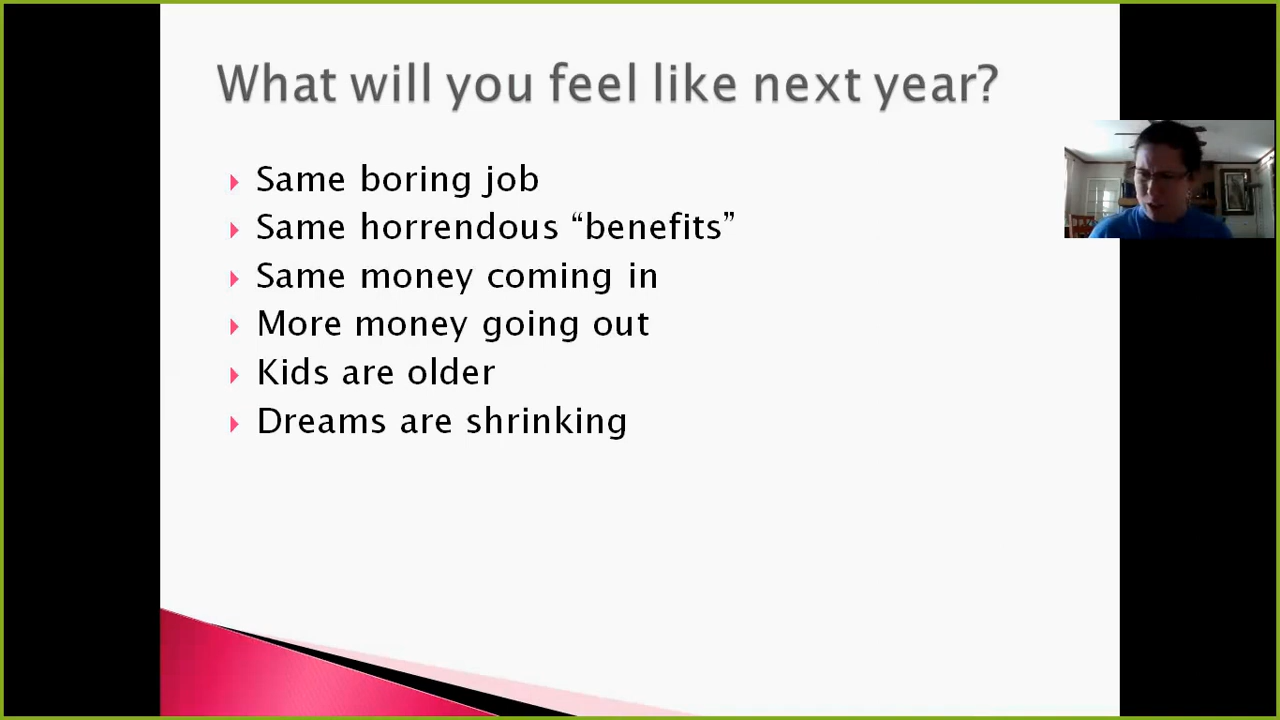 What will you feel like next year?
Same boring job
Same horrendous “benefits”
Same money coming in
More money going out
Kids are older
Dreams are shrinking